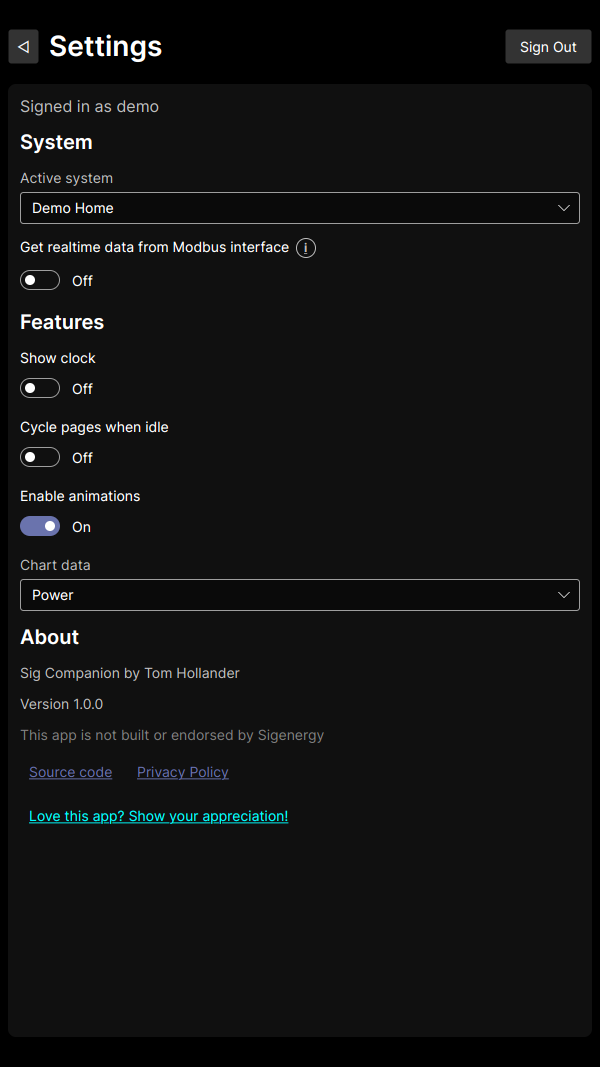 Settings
Sign Out
Signed in as demo
System
Active system
Demo Home
Get realtime data from Modbus interface
Off
Features
Show clock
Off
Cycle pages when idle
Off
Enable animations
On
Chart data
Power
About
Sig Companion by Tom Hollander
Version 1.0.0
This app is not built or endorsed by Sigenergy
Source code Privacy Policy
Love this app? Show your appreciation!